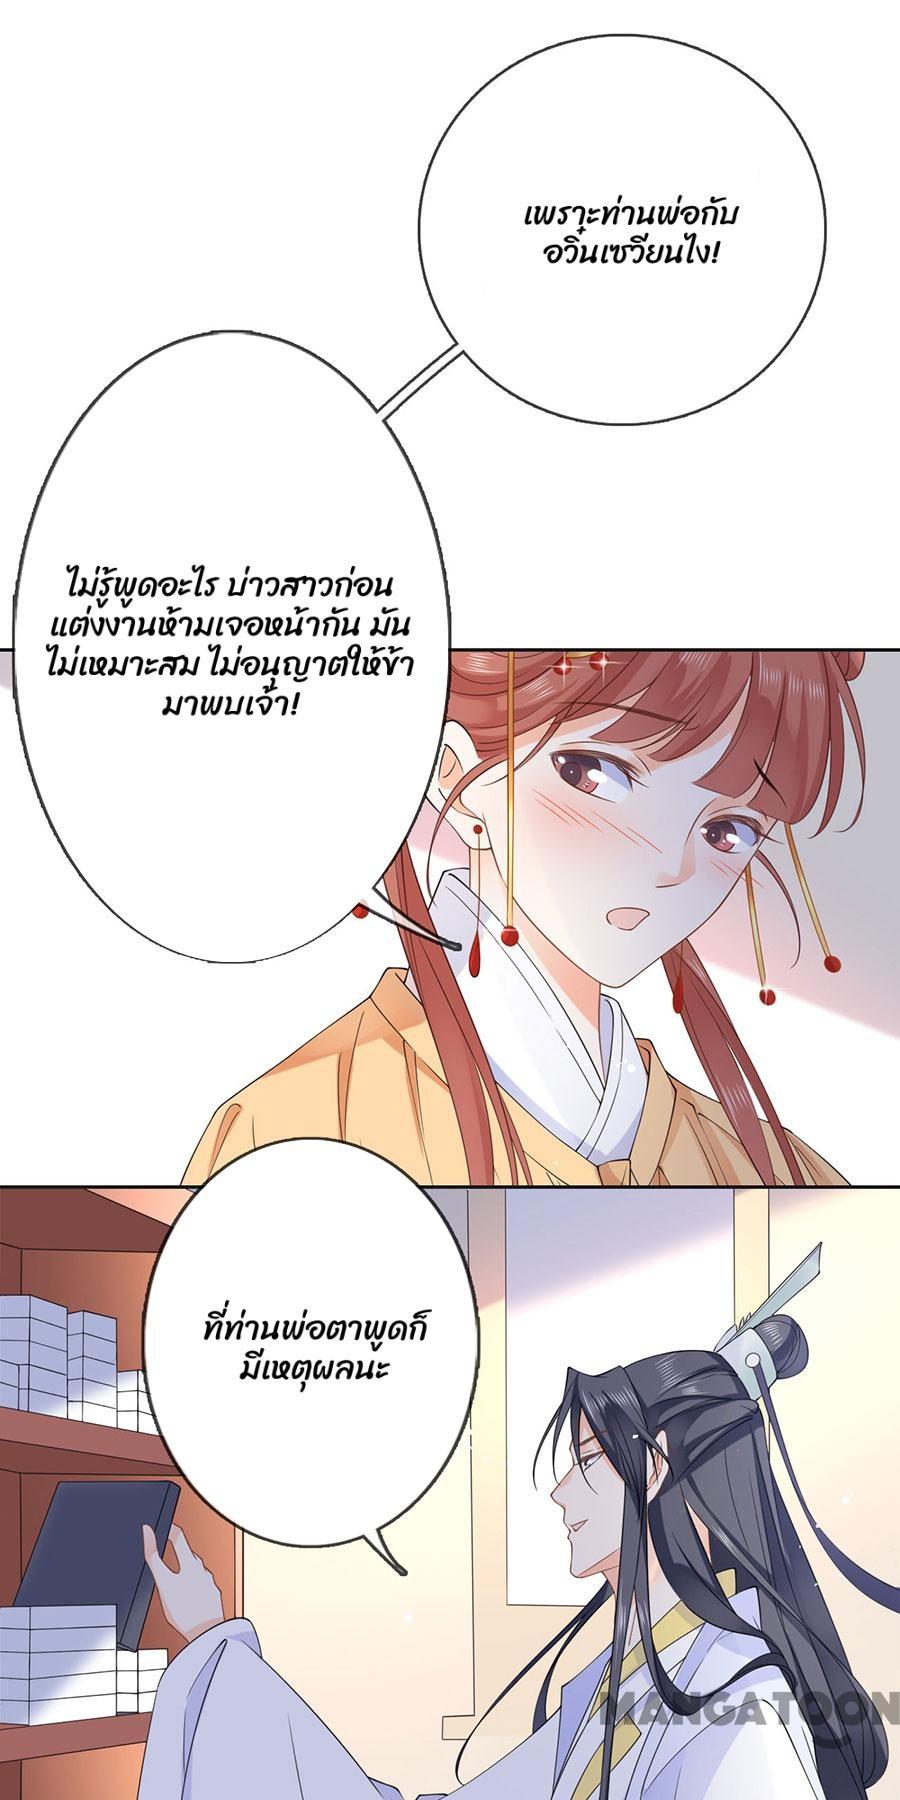 เพราะท่านพ่อกับ
อวิ๋นเซวียนไง!
ไม่รู้พูดอะไร บ่าวสาวก่อน
แต่งงานห้ามเจอหน้ากัน มัน
ไม่เหมาะสม ไม่อนุญาตให้ข้า
มาพบเจ้า!
ที่ท่านพ่อตาพูดก็
มีเหตุผลนะ
MANGATOON